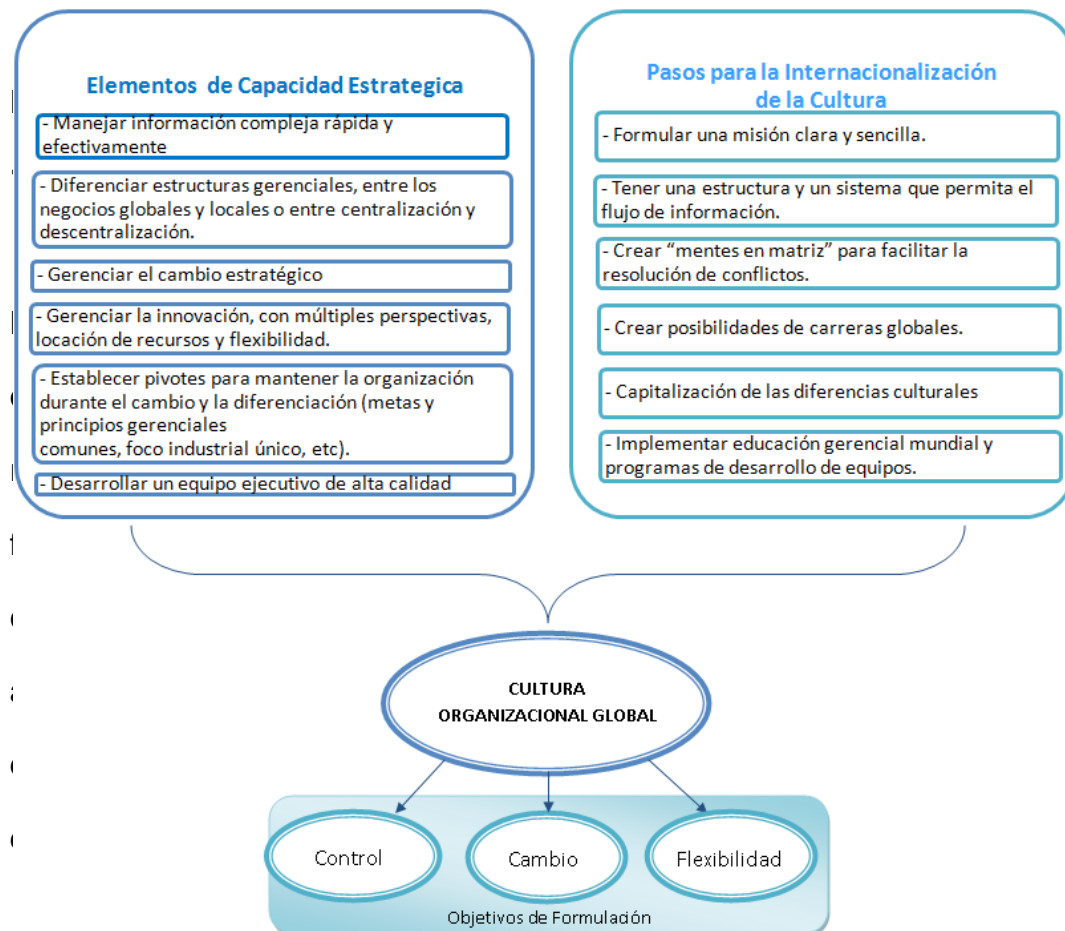 Elementos de Capacidad Estrategica
- Manejar información compleja rápida y
efectivamente
- Diferenciar estructuras gerenciales, entre los
negocios globales y locales o entre centralización y
descentralización.
- Gerenciar el cambio estratégico
- Gerenciar la innovación, con múltiples perspectivas,
locación de recursos y flexibilidad.
- Establecer pivotes para mantener la organización
durante el cambio y la diferenciación (metas y
principios gerenciales
comunes, foco industrial único, etc).
- Desarrollar un equipo ejecutivo de alta calidad
Pasos para la Internacionalización
de la Cultura
- Formular una misión clara y sencilla.
- Tener una estructura y un sistema que permita el
flujo de información.
- Crear “mentes en matriz” para facilitar la
resolución de conflictos.
- Crear posibilidades de carreras globales.
- Capitalización de las diferencias culturales
- Implementar educación gerencial mundial y
programas de desarrollo de equipos.
CULTURA
ORGANIZACIONAL GLOBAL
Control
Cambio
Flexibilidad
Objetivos de Formulación